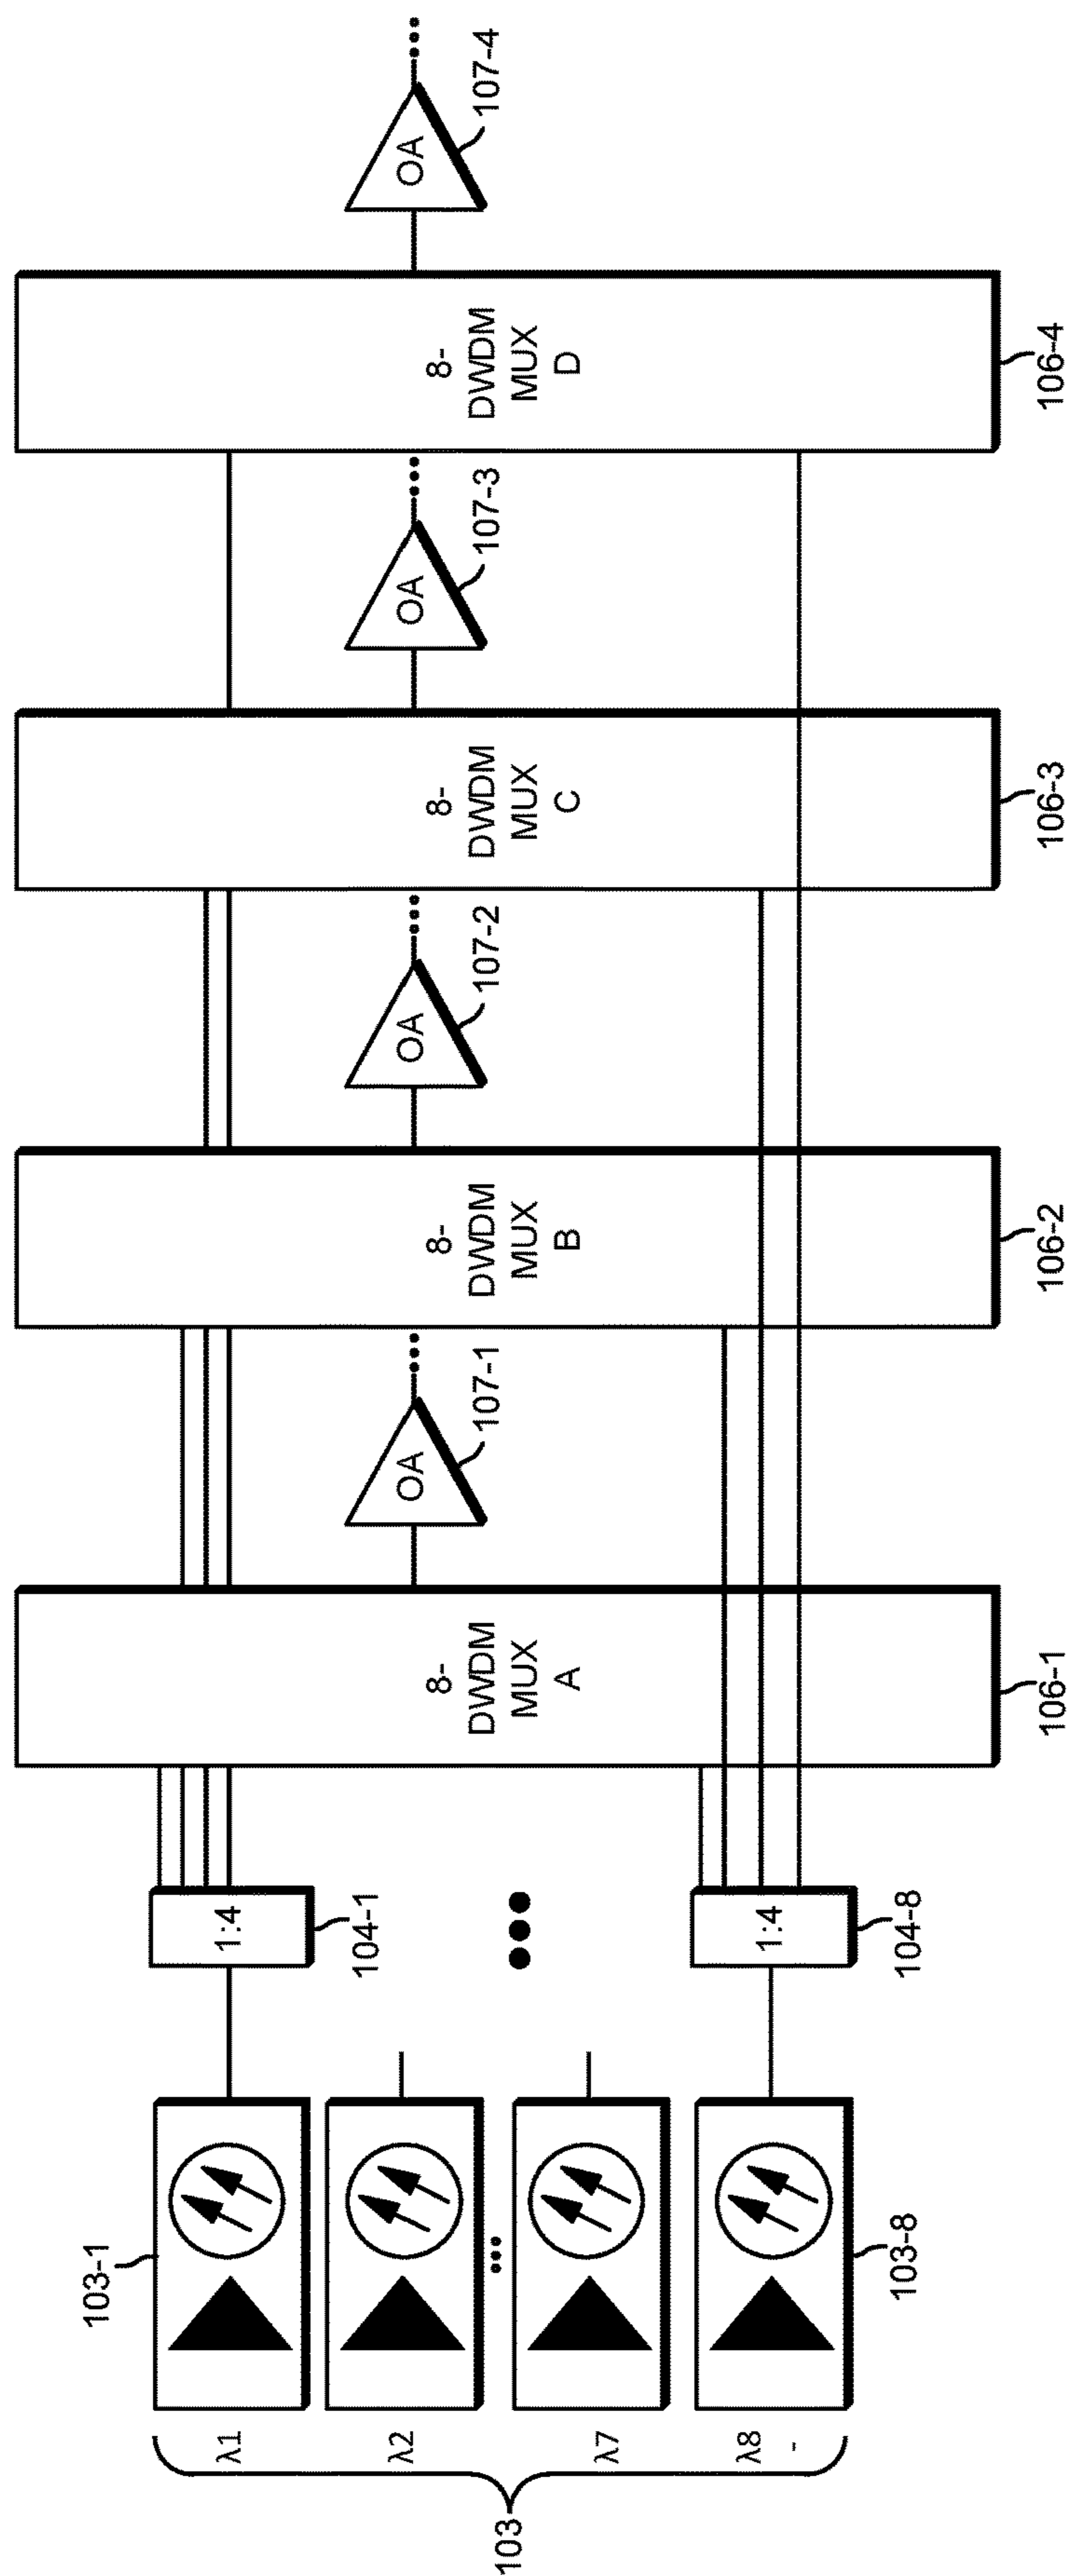 103
λ1
λ2
λ7
λ8
-
103-1
103-8
1:4
104-1
1:4
104-8
8-
DWDM
MUX
A
106-1
OA
107-1
8-
DWDM
MUX
B
106-2
OA
107-2
8-
DWDM
MUX
C
106-3
OA
107-3
8-
DWDM
MUX
D
106-4
OA
107-4